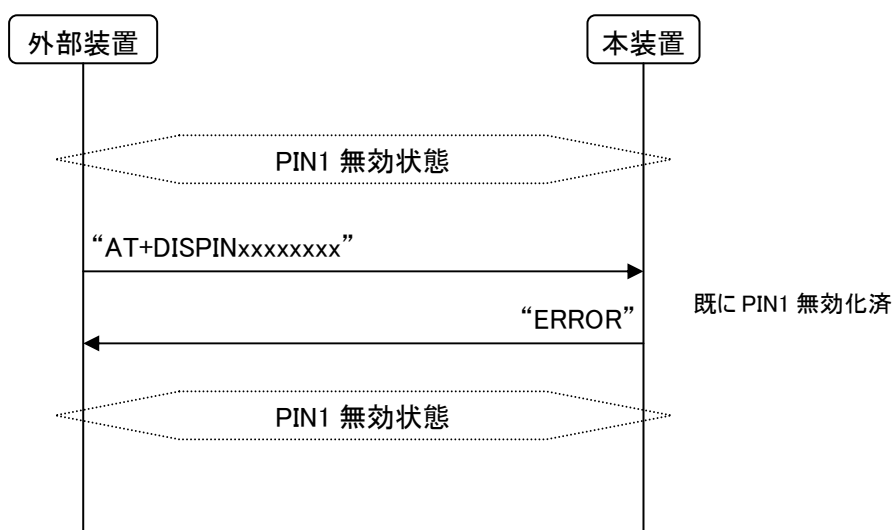 外部装置
本装置
PIN1 無効状態
“AT+DISPINxxxxxxxx”
既に PIN1 無効化済
“ERROR”
PIN1 無効状態